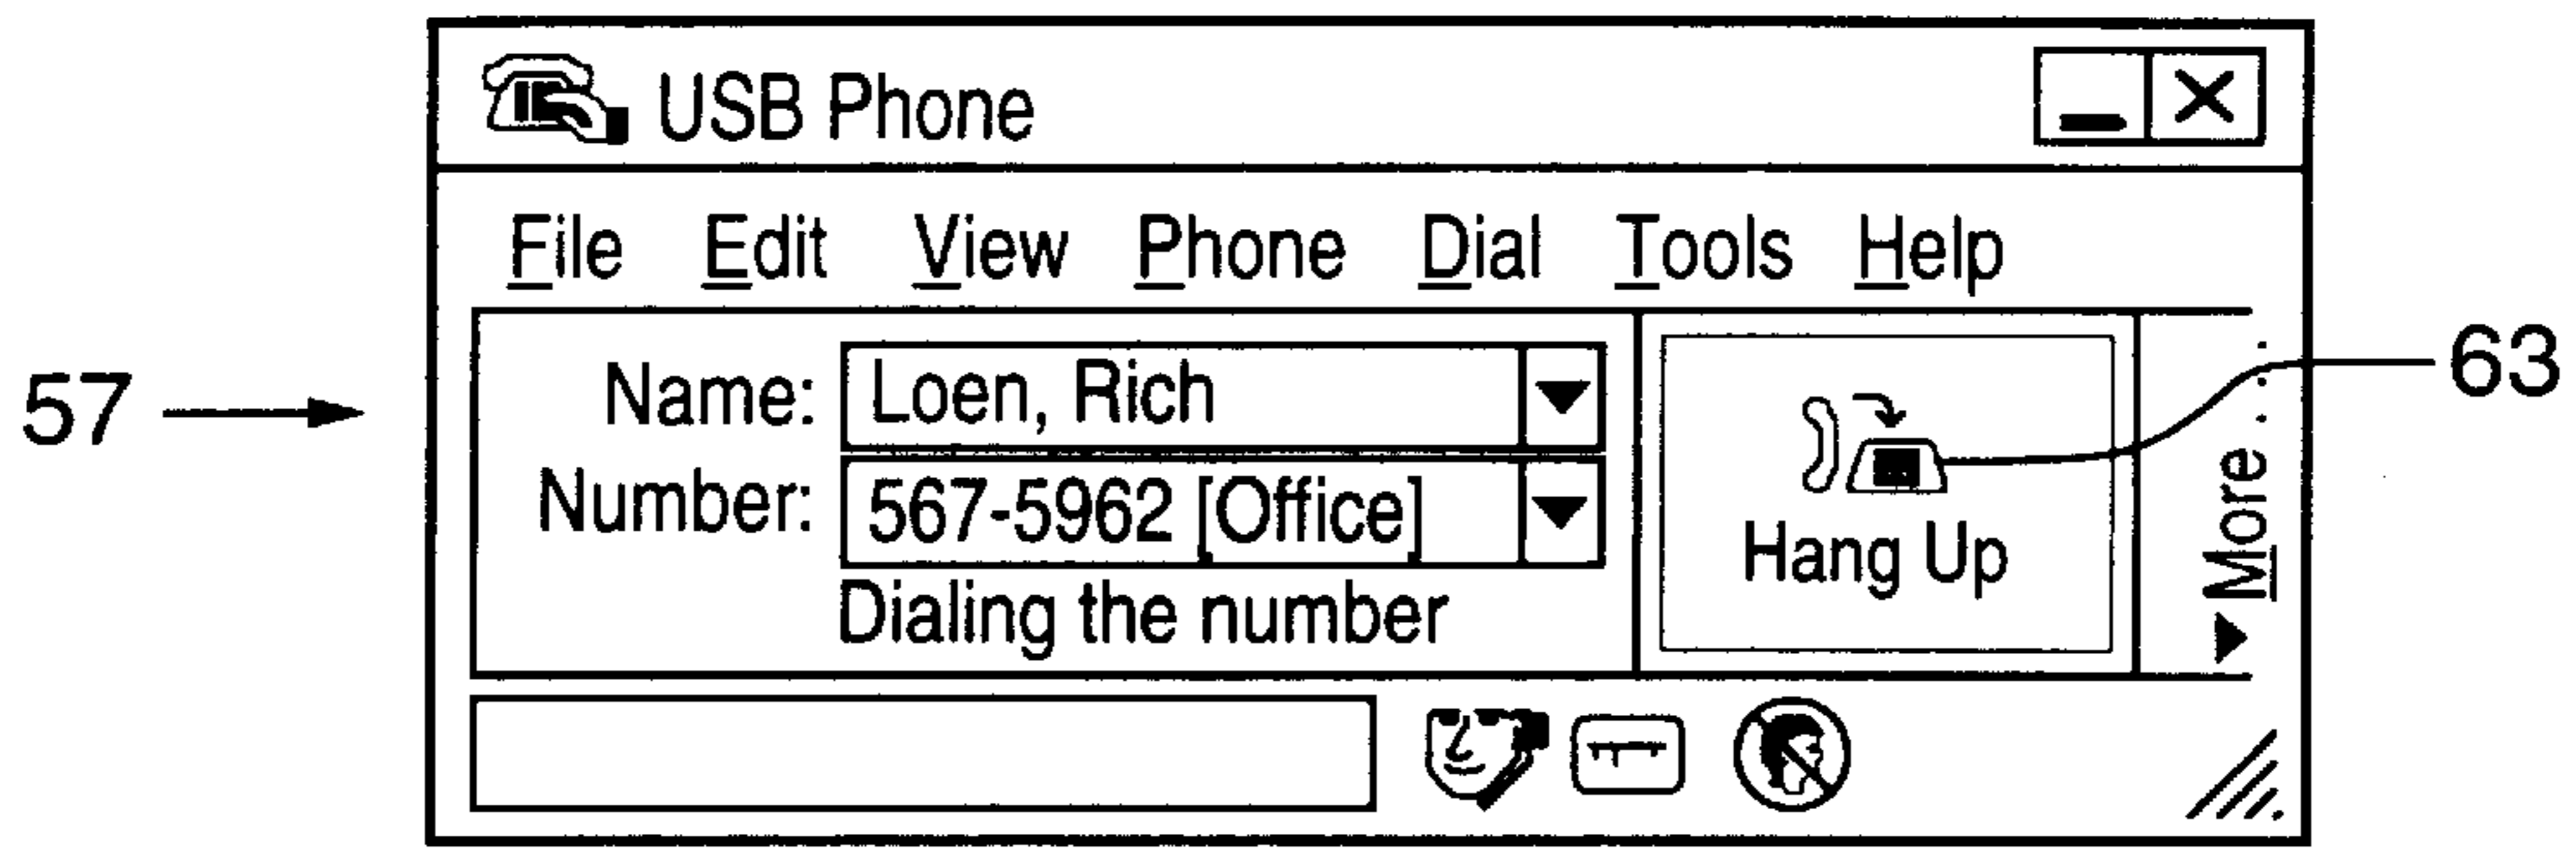 USB Phone
File Edit View Phone Dial Tools Help
57
Name: Loen, Rich
63
Number: 567-5962 [Office]
Dialing the number
Hang Up
More...